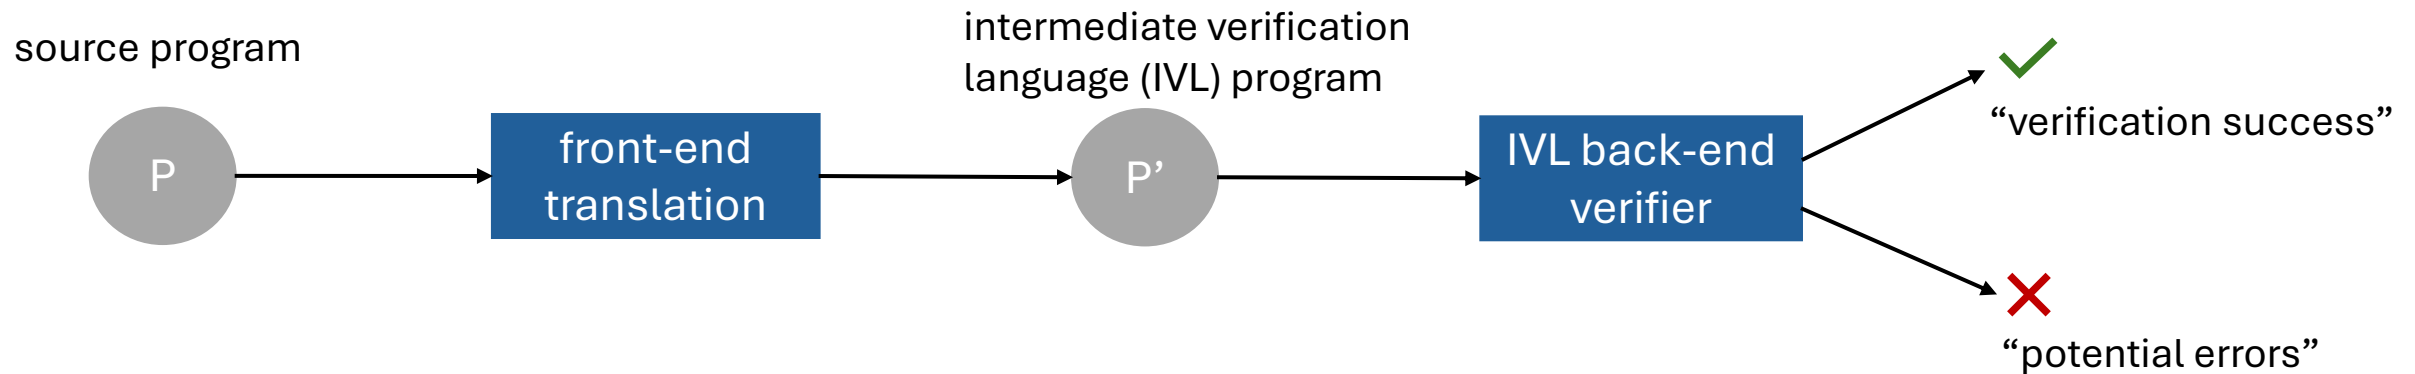 source program
P
front-end
translation
intermediate verification
language (IVL) program
P’
IVL back-end
verifier
“verification success”
“potential errors”